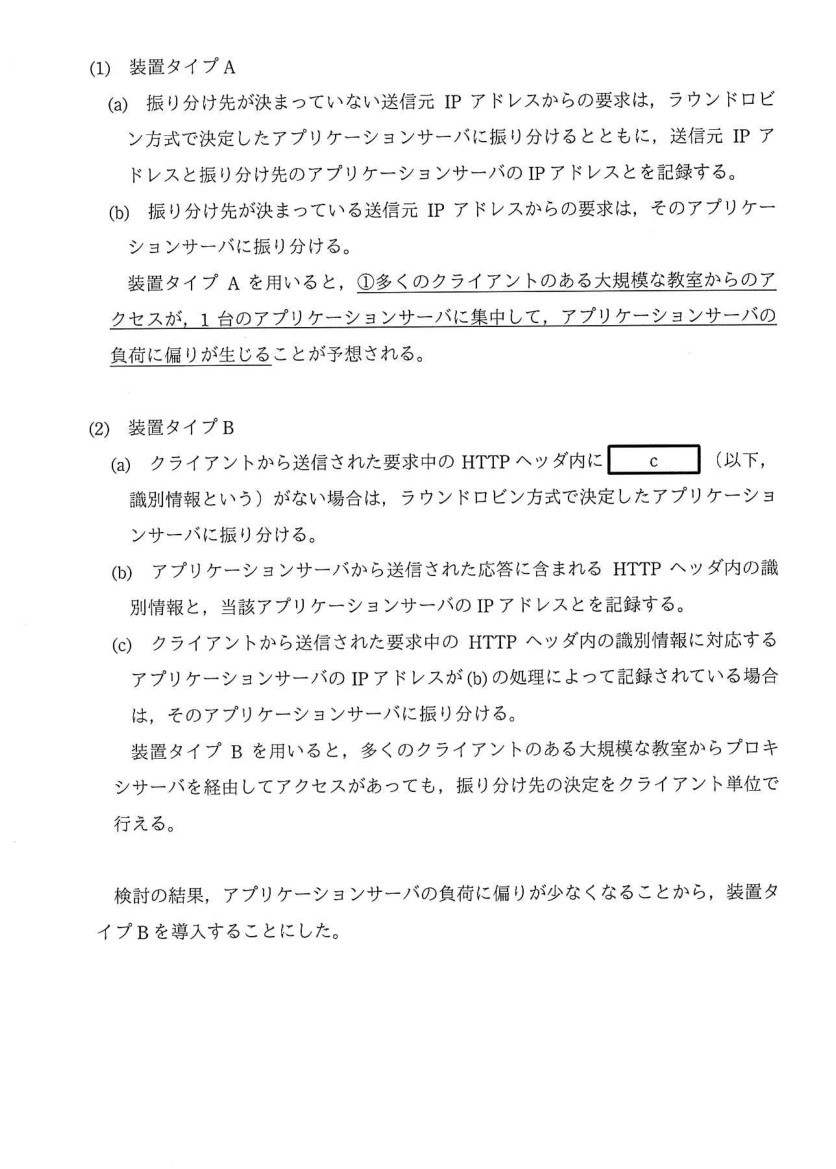 (1) 装置タイプ A
(a) 振り分け先が決まっていない送信元 IP アドレスからの要求は，ラウンドロビ
ン方式で決定したアプリケーションサーバに振り分けるとともに，送信元 IP ア
ドレスと振り分け先のアプリケーションサーバの IP アドレスとを記録する。
(b) 振り分け先が決まっている送信元 IP アドレスからの要求は，そのアプリケー
ションサーバに振り分ける。
装置タイプ A を用いると，①多くのクライアントのある大規模な教室からのア
クセスが，1 台のアプリケーションサーバに集中して，アプリケーションサーバの
負荷に偏りが生じることが予想される。
(2) 装置タイプ B
(a) クライアントから送信された要求中の HTTP ヘッダ内に c （以下，
識別情報という）がない場合は，ラウンドロビン方式で決定したアプリケーショ
ンサーバに振り分ける。
(b) アプリケーションサーバから送信された応答に含まれる HTTP ヘッダ内の識
別情報と，当該アプリケーションサーバの IP アドレスとを記録する。
(c) クライアントから送信された要求中の HTTP ヘッダ内の識別情報に対応する
アプリケーションサーバの IP アドレスが (b) の処理によって記録されている場合
は，そのアプリケーションサーバに振り分ける。
装置タイプ B を用いると，多くのクライアントのある大規模な教室からプロキ
シサーバを経由してアクセスがあっても，振り分け先の決定をクライアント単位で
行える。
検討の結果，アプリケーションサーバの負荷に偏りが少なくなることから，装置タ
イプ B を導入することにした。